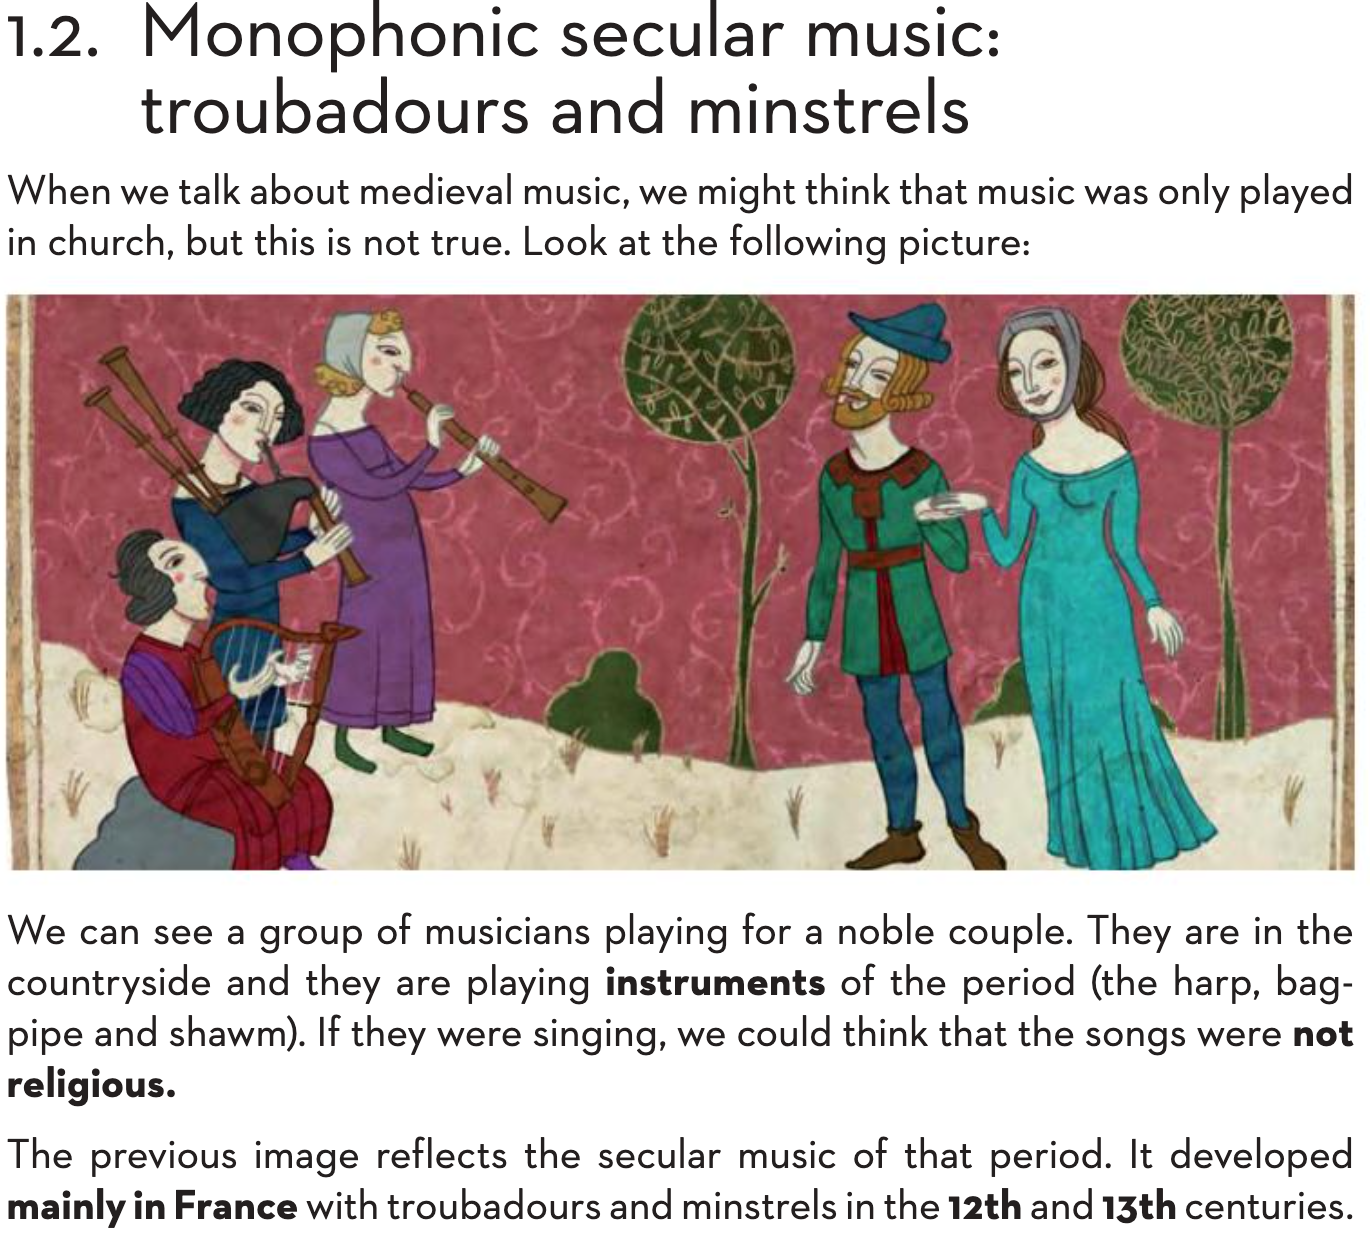 1.2. Monophonic secular music:
troubadours and minstrels
When we talk about medieval music, we might think that music was only played
in church, but this is not true. Look at the following picture:
We can see a group of musicians playing for a noble couple. They are in the
countryside and they are playing instruments of the period (the harp, bag-
pipe and shawm). If they were singing, we could think that the songs were not
religious.
The previous image reflects the secular music of that period. It developed
mainly in France with troubadours and minstrels in the 12th and 13th centuries.